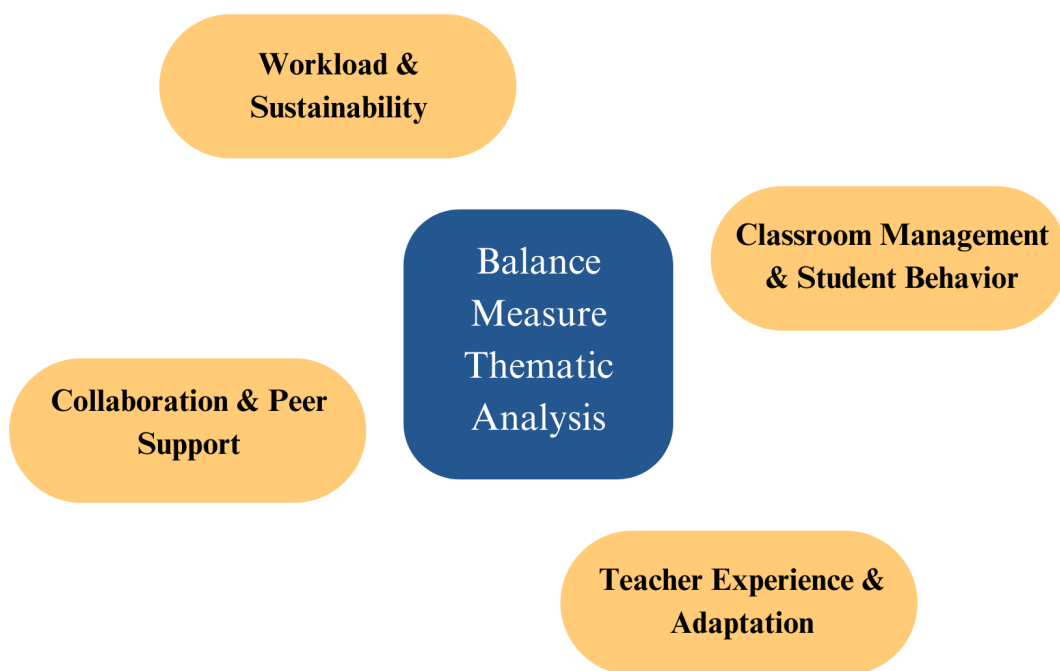 Workload &
Sustainability
Classroom Management
& Student Behavior
Balance
Measure
Thematic
Analysis
Collaboration & Peer
Support
Teacher Experience &
Adaptation